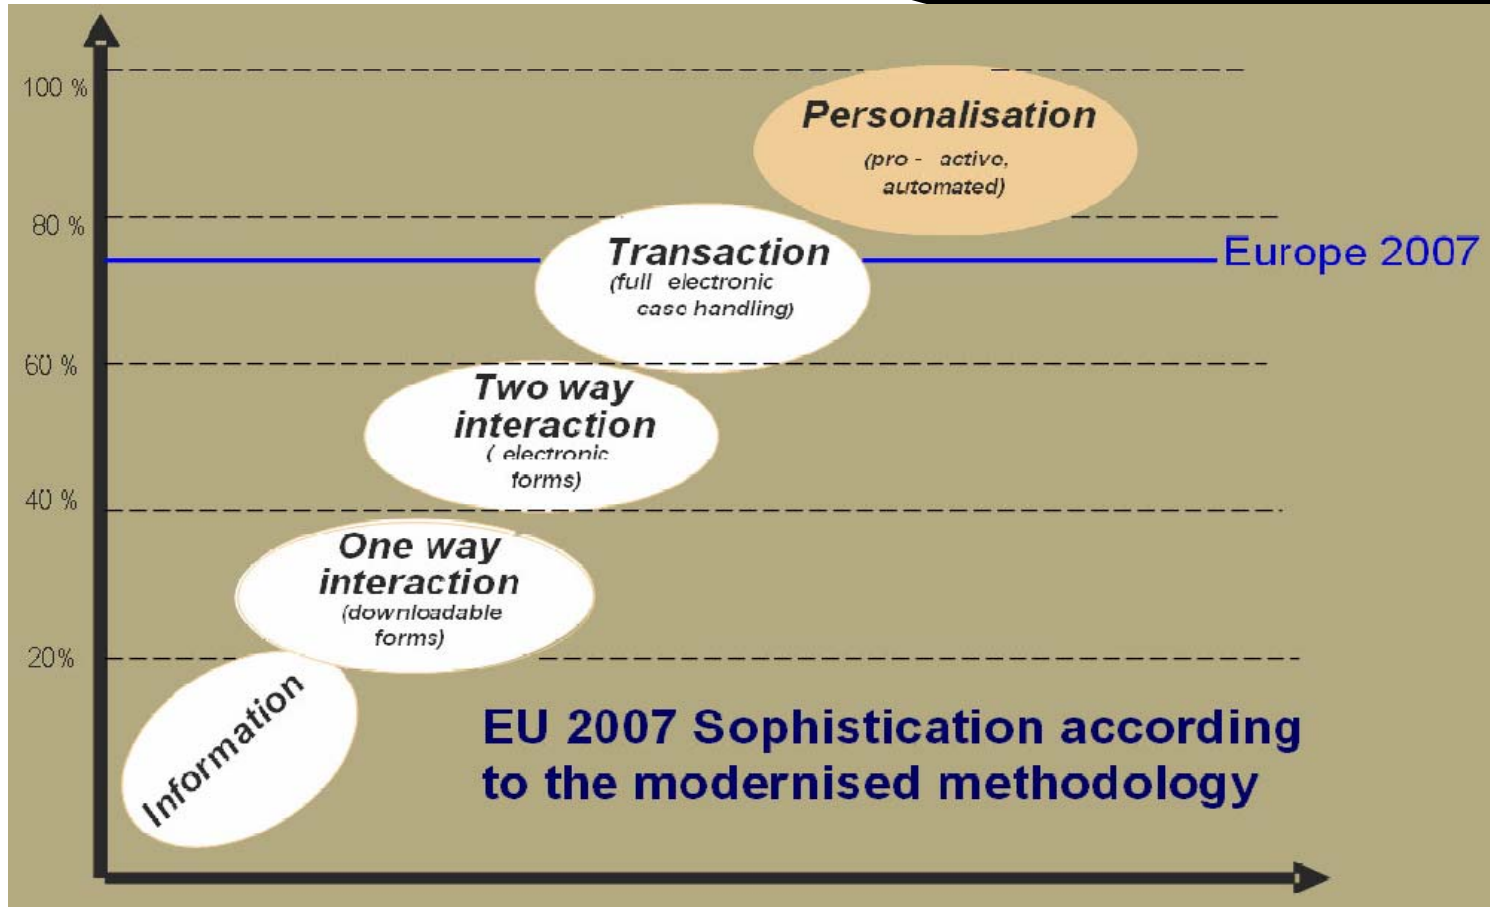 100 %
Personalisation
(pro - active,
automated)
80 %
Transaction
(full electronic
case handling)
Europe 2007
60 %
Two way
interaction
( electronic
forms)
40 %
One way
interaction
(downloadable
forms)
20%
Information
EU 2007 Sophistication according
to the modernised methodology